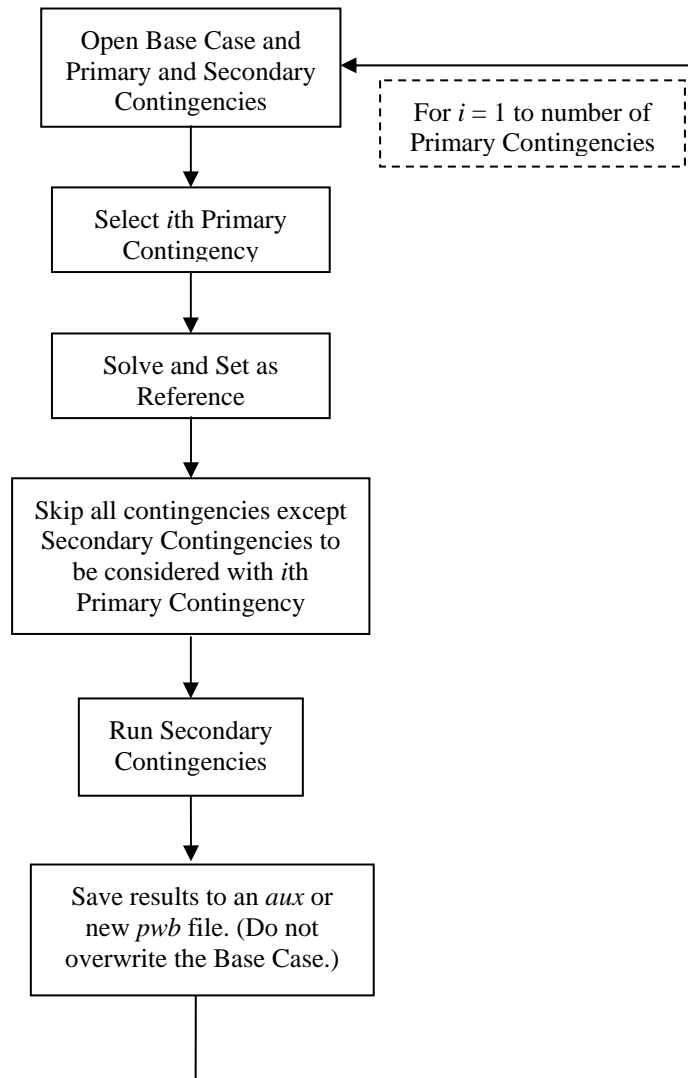 Open Base Case and
Primary and Secondary
Contingencies
For i = 1 to number of
Primary Contingencies
Select ith Primary
Contingency
Solve and Set as
Reference
Skip all contingencies except
Secondary Contingencies to
be considered with ith
Primary Contingency
Run Secondary
Contingencies
Save results to an aux or
new pwb file. (Do not
overwrite the Base Case.)